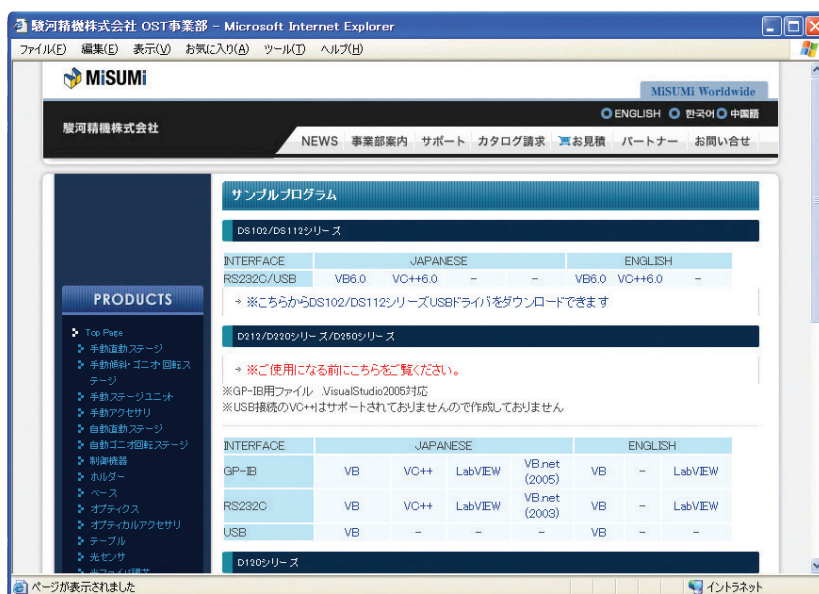 駿河精機株式会社 OST事業部 - Microsoft Internet Explorer
ファイル(F) 編集(E) 表示(V) お気に入り(A) ツール(T) ヘルプ(H)
MiSUMi
MiSUMi Worldwide
ENGLISH 한국어 中国語
駿河精機株式会社
NEWS 事業部案内 サポート カタログ請求 お見積 パートナー お問い合せ
サンプルプログラム
DS102/DS112シリーズ
INTERFACE JAPANESE ENGLISH
RS232C/USB VB6.0 VC++6.0 - - VB6.0 VC++6.0 -
※こちらからDS102/DS112シリーズUSBドライバをダウンロードできます
D212/D220シリーズ/D250シリーズ
※ご使用になる前にこちらをご覧ください。
※GP-IB用ファイル .VisualStudio2005対応
※USB接続のVC++はサポートされておりませんので作成しておりません
INTERFACE JAPANESE ENGLISH
GP-IB VB VC++ LabVIEW VB.net (2005) VB - LabVIEW
RS232C VB VC++ LabVIEW VB.net (2003) VB - LabVIEW
USB VB - - - VB - -
D120シリーズ
PRODUCTS
Top Page
手動直動ステージ
手動傾斜・ゴニオ・回転ス
テージ
手動ステージユニット
手動アクセサリ
自動直動ステージ
自動ゴニオ回転ステージ
制御機器
ホルダー
ベース
オプティクス
オプティカルアクセサリ
テーブル
光センサ
ページが表示されました
イントラネット